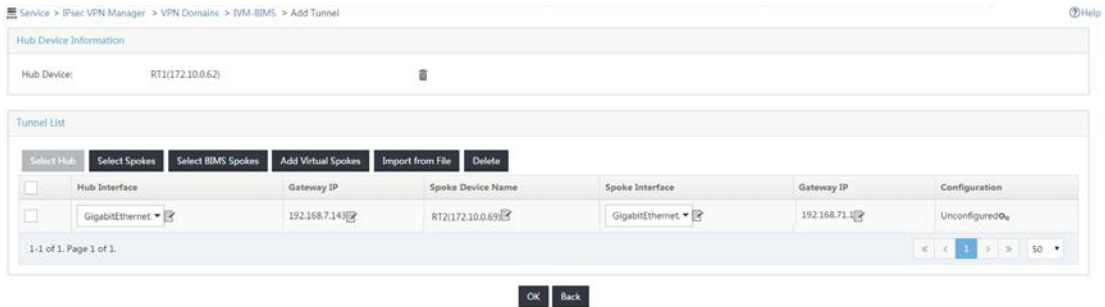 Service > IPsec VPN Manager > VPN Domains > IVM-BIMS > Add Tunnel Help
Hub Device Information
Hub Device: RT1(172.10.0.62)
Tunnel List
Select Hub Select Spokes Select BIMS Spokes Add Virtual Spokes Import from File Delete
Hub Interface Gateway IP Spoke Device Name Spoke Interface Gateway IP Configuration
GigabitEthernet. 192.168.7.143 RT2(172.10.0.69) GigabitEthernet. 192.168.71.1 Unconfigured
1-1 of 1. Page 1 of 1. « < 1 > » 50
OK Back